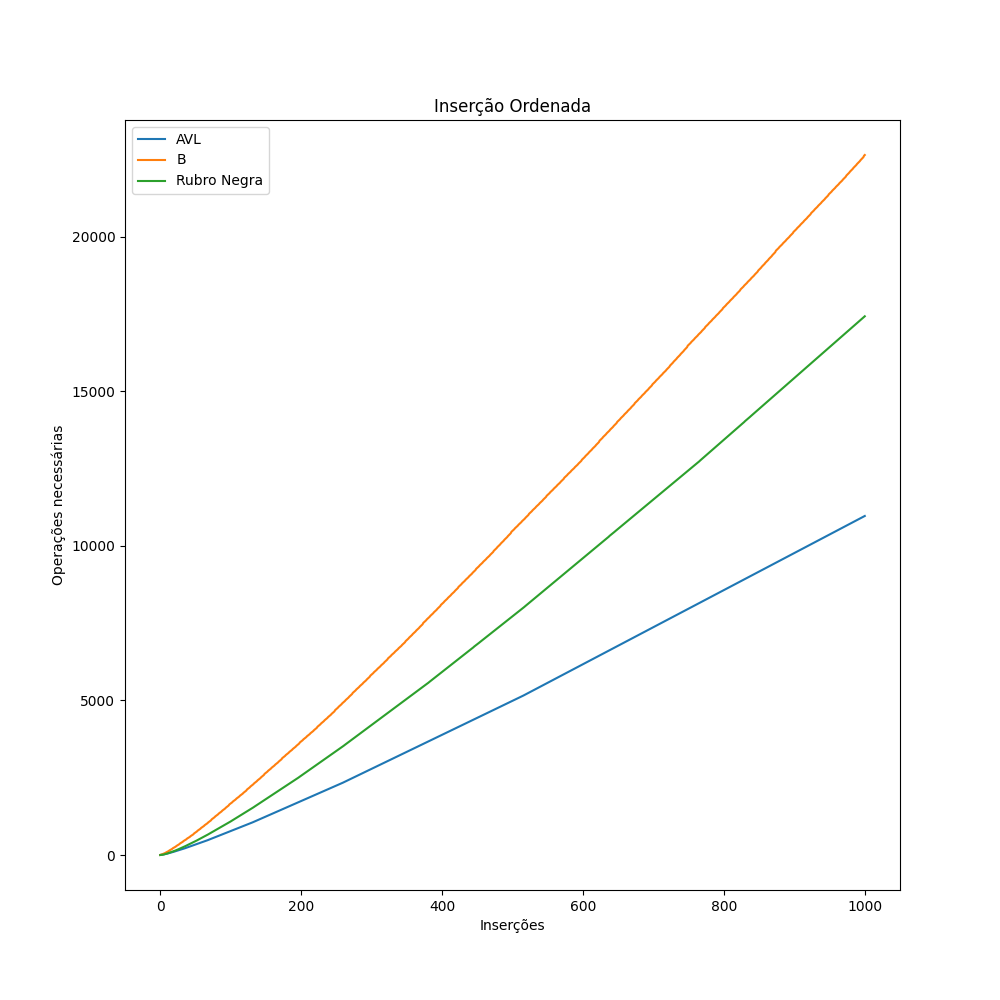 Inserção Ordenada
AVL
B
Rubro Negra
Operações necessárias
20000
15000
10000
5000
0
0 200 400 600 800 1000
Inserções